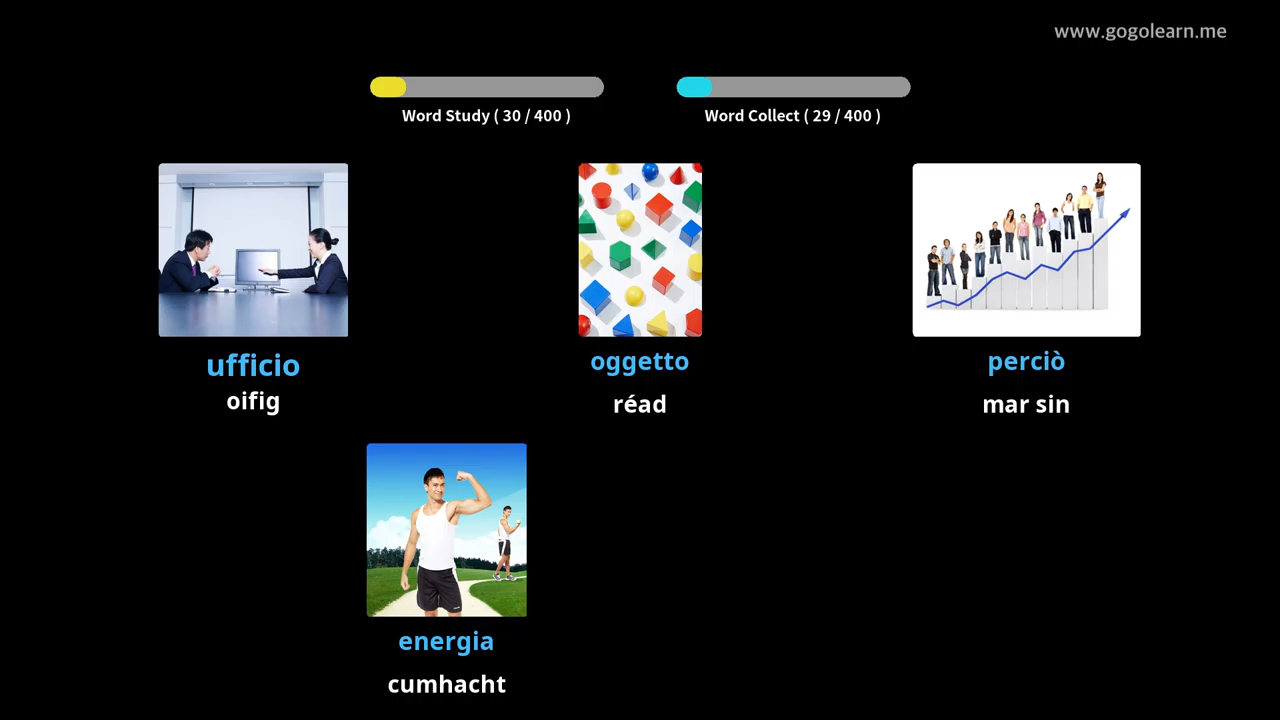 www.gogolearn.me
Word Study ( 30 / 400 )
Word Collect ( 29 / 400 )
ufficio
oifig
oggetto
réad
perciò
mar sin
energia
cumhacht